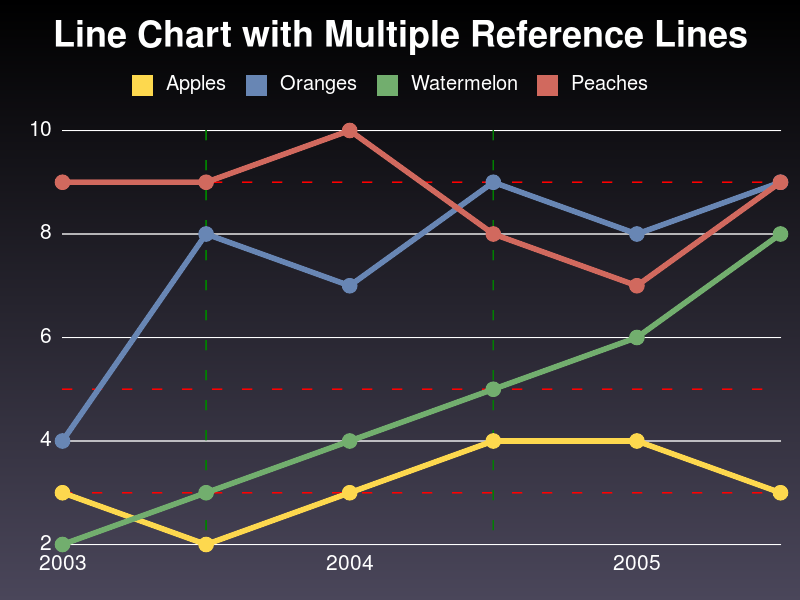 Line Chart with Multiple Reference Lines
Apples Oranges Watermelon Peaches
10
8
6
4
2
2003 2004 2005